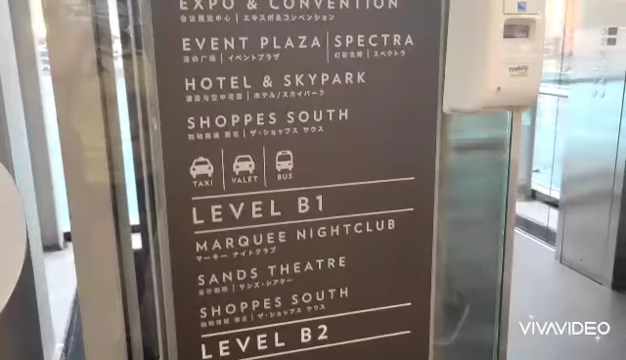 EXPO & CONVENTION
会议展览中心 | エキスポ&コンベンション
EVENT PLAZA | SPECTRA
活动广场 | イベントプラザ 幻彩生辉 | スペクトラ
HOTEL & SKYPARK
酒店与空中花园 | ホテル/スカイパーク
SHOPPES SOUTH
购物商城 南区 | ザ・ショップス サウス
TAXI VALET BUS
LEVEL B1
MARQUEE NIGHTCLUB
マーキー ナイトクラブ
SANDS THEATRE
金沙剧院 | サンズ・シアター
SHOPPES SOUTH
购物商城 南区 | ザ・ショップス サウス
LEVEL B2
VIVAVIDEO